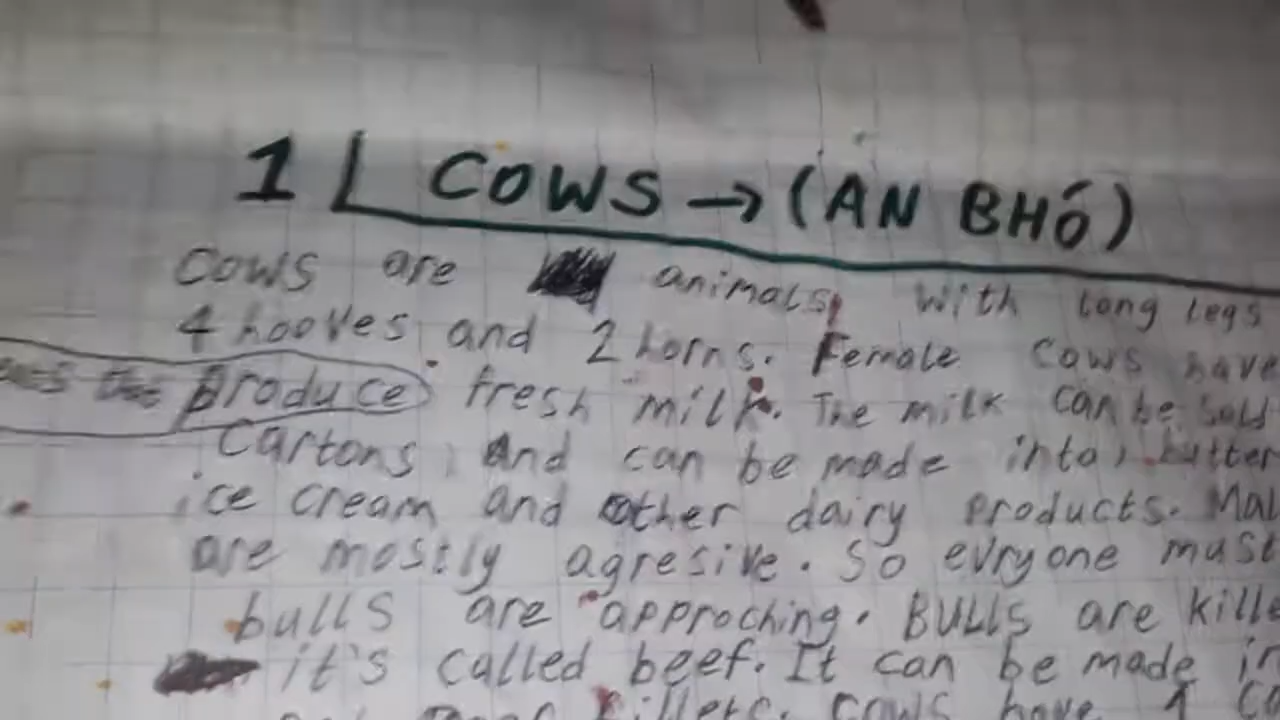 1 | COWS → (AN BHÓ)
Cows are animals, with long legs
4 hooves and 2 horns. Female cows have
produce fresh milk. The milk can be sold
cartons, and can be made into, butter
ice cream and other dairy products. Mal
are mostly agresive. So evryone must
bulls are approching. BULLS are kille
it's called beef. It can be made in
cows have